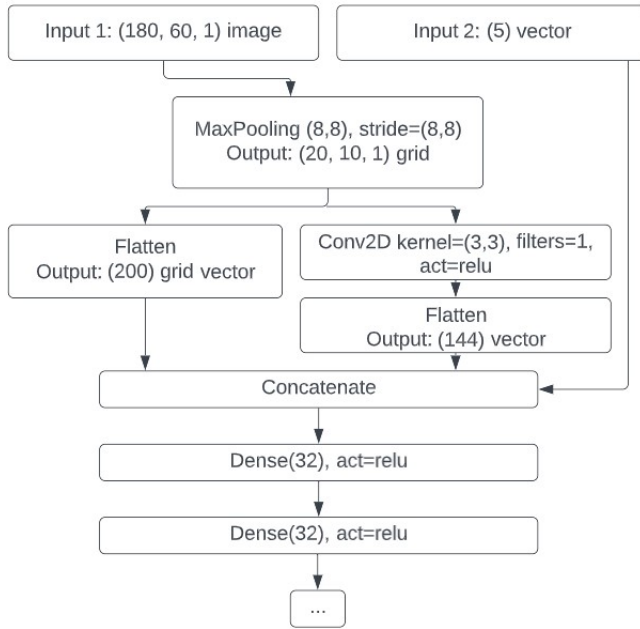 Input 1: (180, 60, 1) image
Input 2: (5) vector
MaxPooling (8,8), stride=(8,8)
Output: (20, 10, 1) grid
Flatten
Output: (200) grid vector
Conv2D kernel=(3,3), filters=1,
act=relu
Flatten
Output: (144) vector
Concatenate
Dense(32), act=relu
Dense(32), act=relu
...